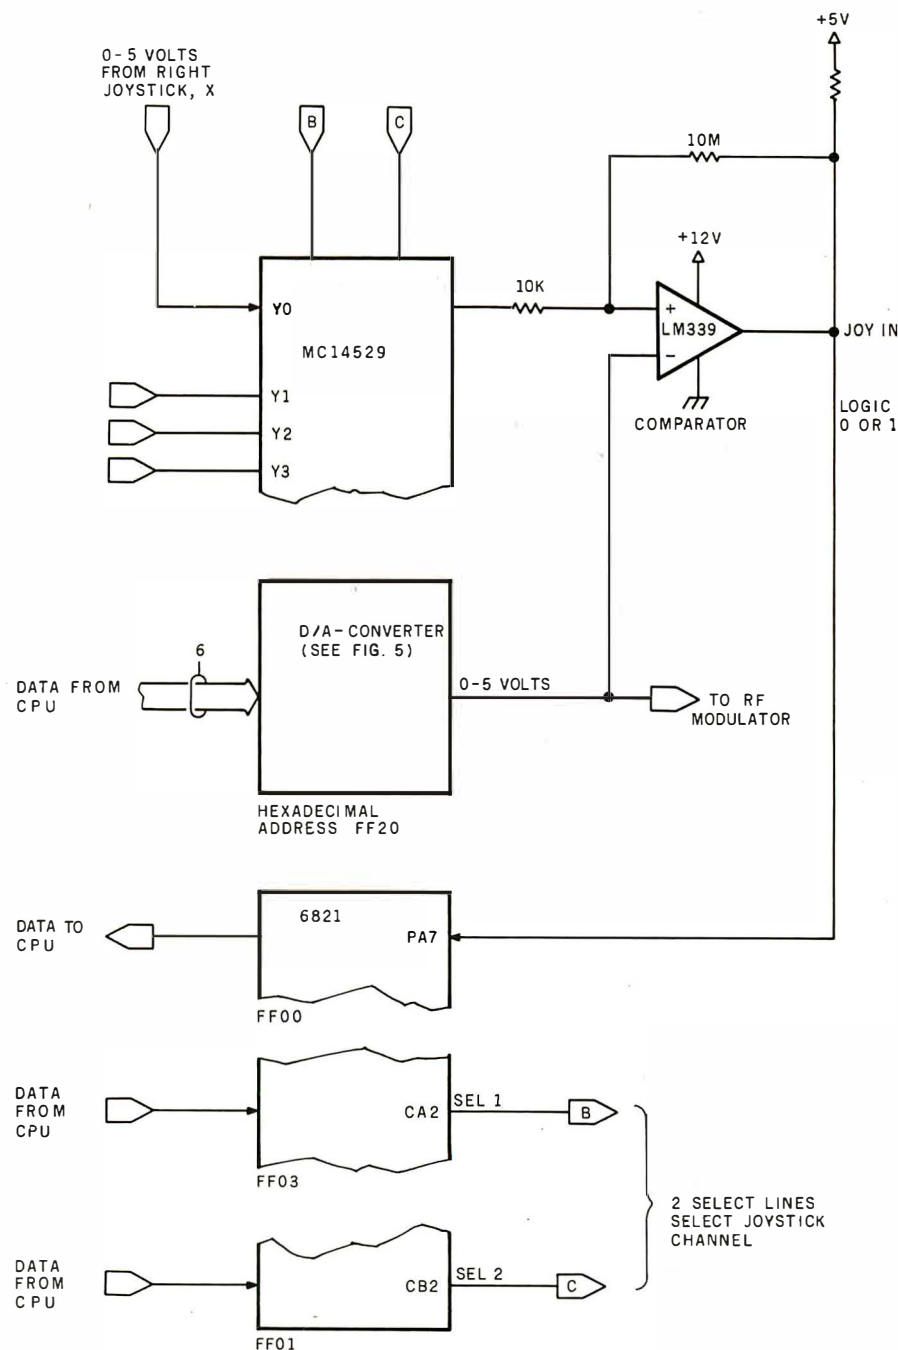 +5V
0-5 VOLTS
FROM RIGHT
JOYSTICK, X
B
C
10M
+12V
10K
Y0
+
LM339
-
JOY IN
MC14529
Y1
COMPARATOR
LOGIC
0 OR 1
Y2
Y3
D/A-CONVERTER
(SEE FIG. 5)
6
DATA FROM
CPU
0-5 VOLTS
TO RF
MODULATOR
HEXADECIMAL
ADDRESS FF20
6821
DATA TO
CPU
PA7
FF00
DATA
FROM
CPU
CA2
SEL 1
B
FF03
2 SELECT LINES
SELECT JOYSTICK
CHANNEL
DATA
FROM
CPU
CB2
SEL 2
C
FF01